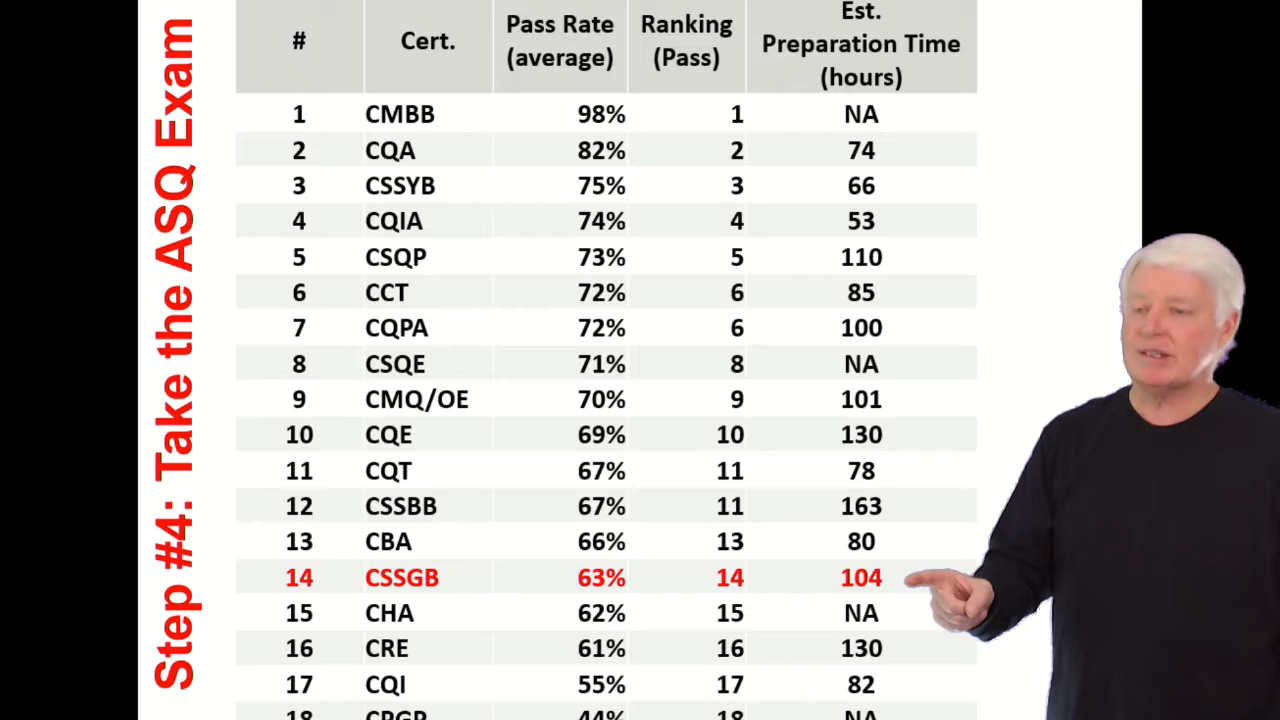 Step #4: Take the ASQ Exam
# Cert. Pass Rate (average) Ranking (Pass) Est. Preparation Time (hours)
1 CMBB 98% 1 NA
2 CQA 82% 2 74
3 CSSYB 75% 3 66
4 CQIA 74% 4 53
5 CSQP 73% 5 110
6 CCT 72% 6 85
7 CQPA 72% 6 100
8 CSQE 71% 8 NA
9 CMQ/OE 70% 9 101
10 CQE 69% 10 130
11 CQT 67% 11 78
12 CSSBB 67% 11 163
13 CBA 66% 13 80
14 CSSGB 63% 14 104
15 CHA 62% 15 NA
16 CRE 61% 16 130
17 CQI 55% 17 82
18 CPGP 44% 18 NA